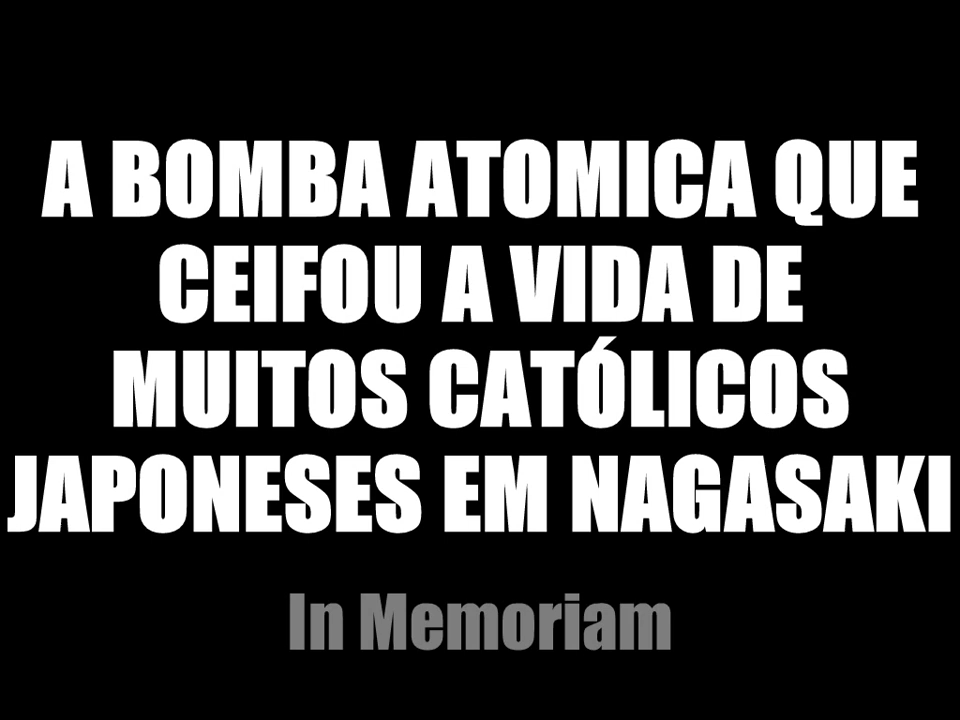 A BOMBA ATOMICA QUE
CEIFOU A VIDA DE
MUITOS CATÓLICOS
JAPONESES EM NAGASAKI
In Memoriam